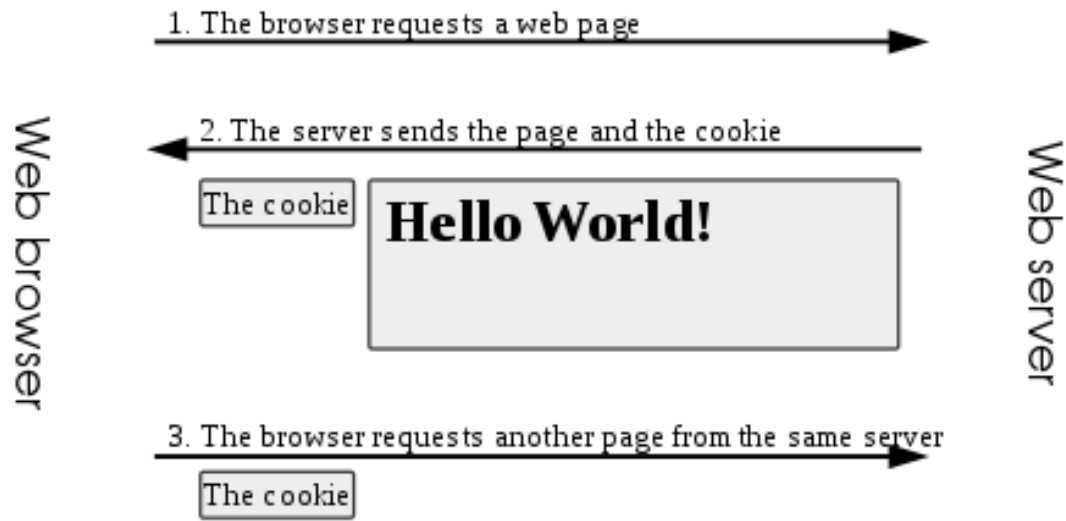 1. The browser requests a web page
2. The server sends the page and the cookie
The cookie
Hello World!
Web browser
Web server
3. The browser requests another page from the same server
The cookie